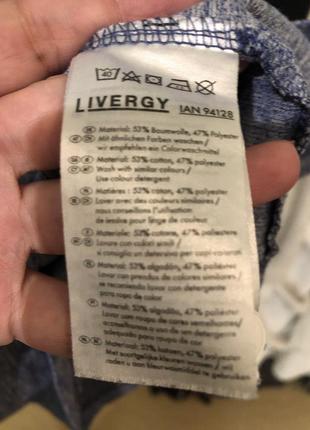 40
LIVERGY IAN 94128
Material: 53% Baumwolle, 47% Polyester
Mit ähnlichen Farben waschen/
wir empfehlen ein Colorwaschmittel
Material: 53% cotton, 47% polyester
Wash with similar colours/
Use colour detergent
Matières: 53% coton, 47% polyester
Laver avec des couleurs similaires/
nous conseillons l'utilisation
de lessive pour linge de couleur
Materiale: 53% cotone, 47% poliestere
Lavare con colori simili/
si consiglia un detersivo per capi colorati
Material: 53% algodón, 47% poliéster
Lavar con prendas de colores similares/
se recomienda lavar con detergente
para ropa de color
Material: 53% algodão, 47% poliéster
Lavar com roupa de cores semelhantes/
aconselhamos o uso de um detergente
adequado para roupa de cor
Materiaal: 53% katoen, 47% polyester
Met soortgelijke kleuren wassen/ wij
raden u aan kleurwasmiddel te gebruiken